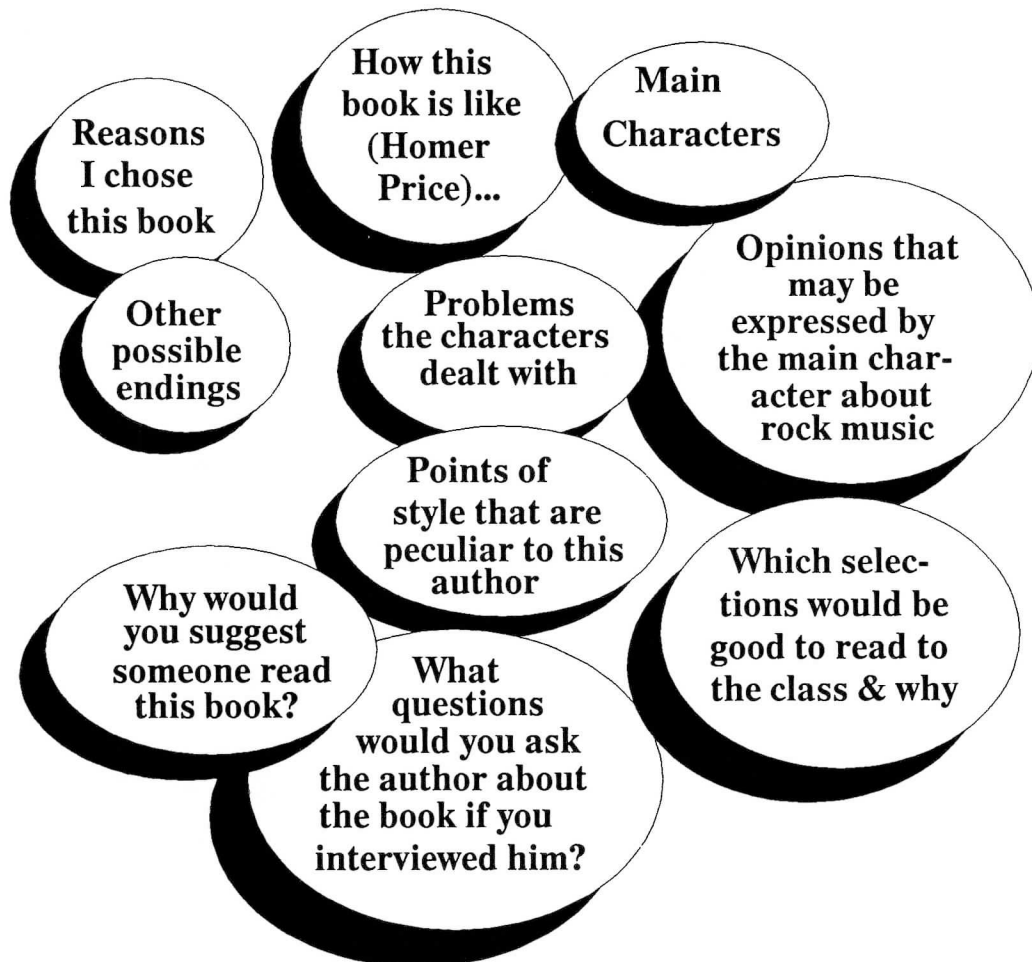 Reasons
I chose
this book
How this
book is like
(Homer
Price)...
Main
Characters
Other
possible
endings
Problems
the characters
dealt with
Opinions that
may be
expressed by
the main char-
acter about
rock music
Points of
style that are
peculiar to this
author
Why would
you suggest
someone read
this book?
What
questions
would you ask
the author about
the book if you
interviewed him?
Which selec-
tions would be
good to read to
the class & why